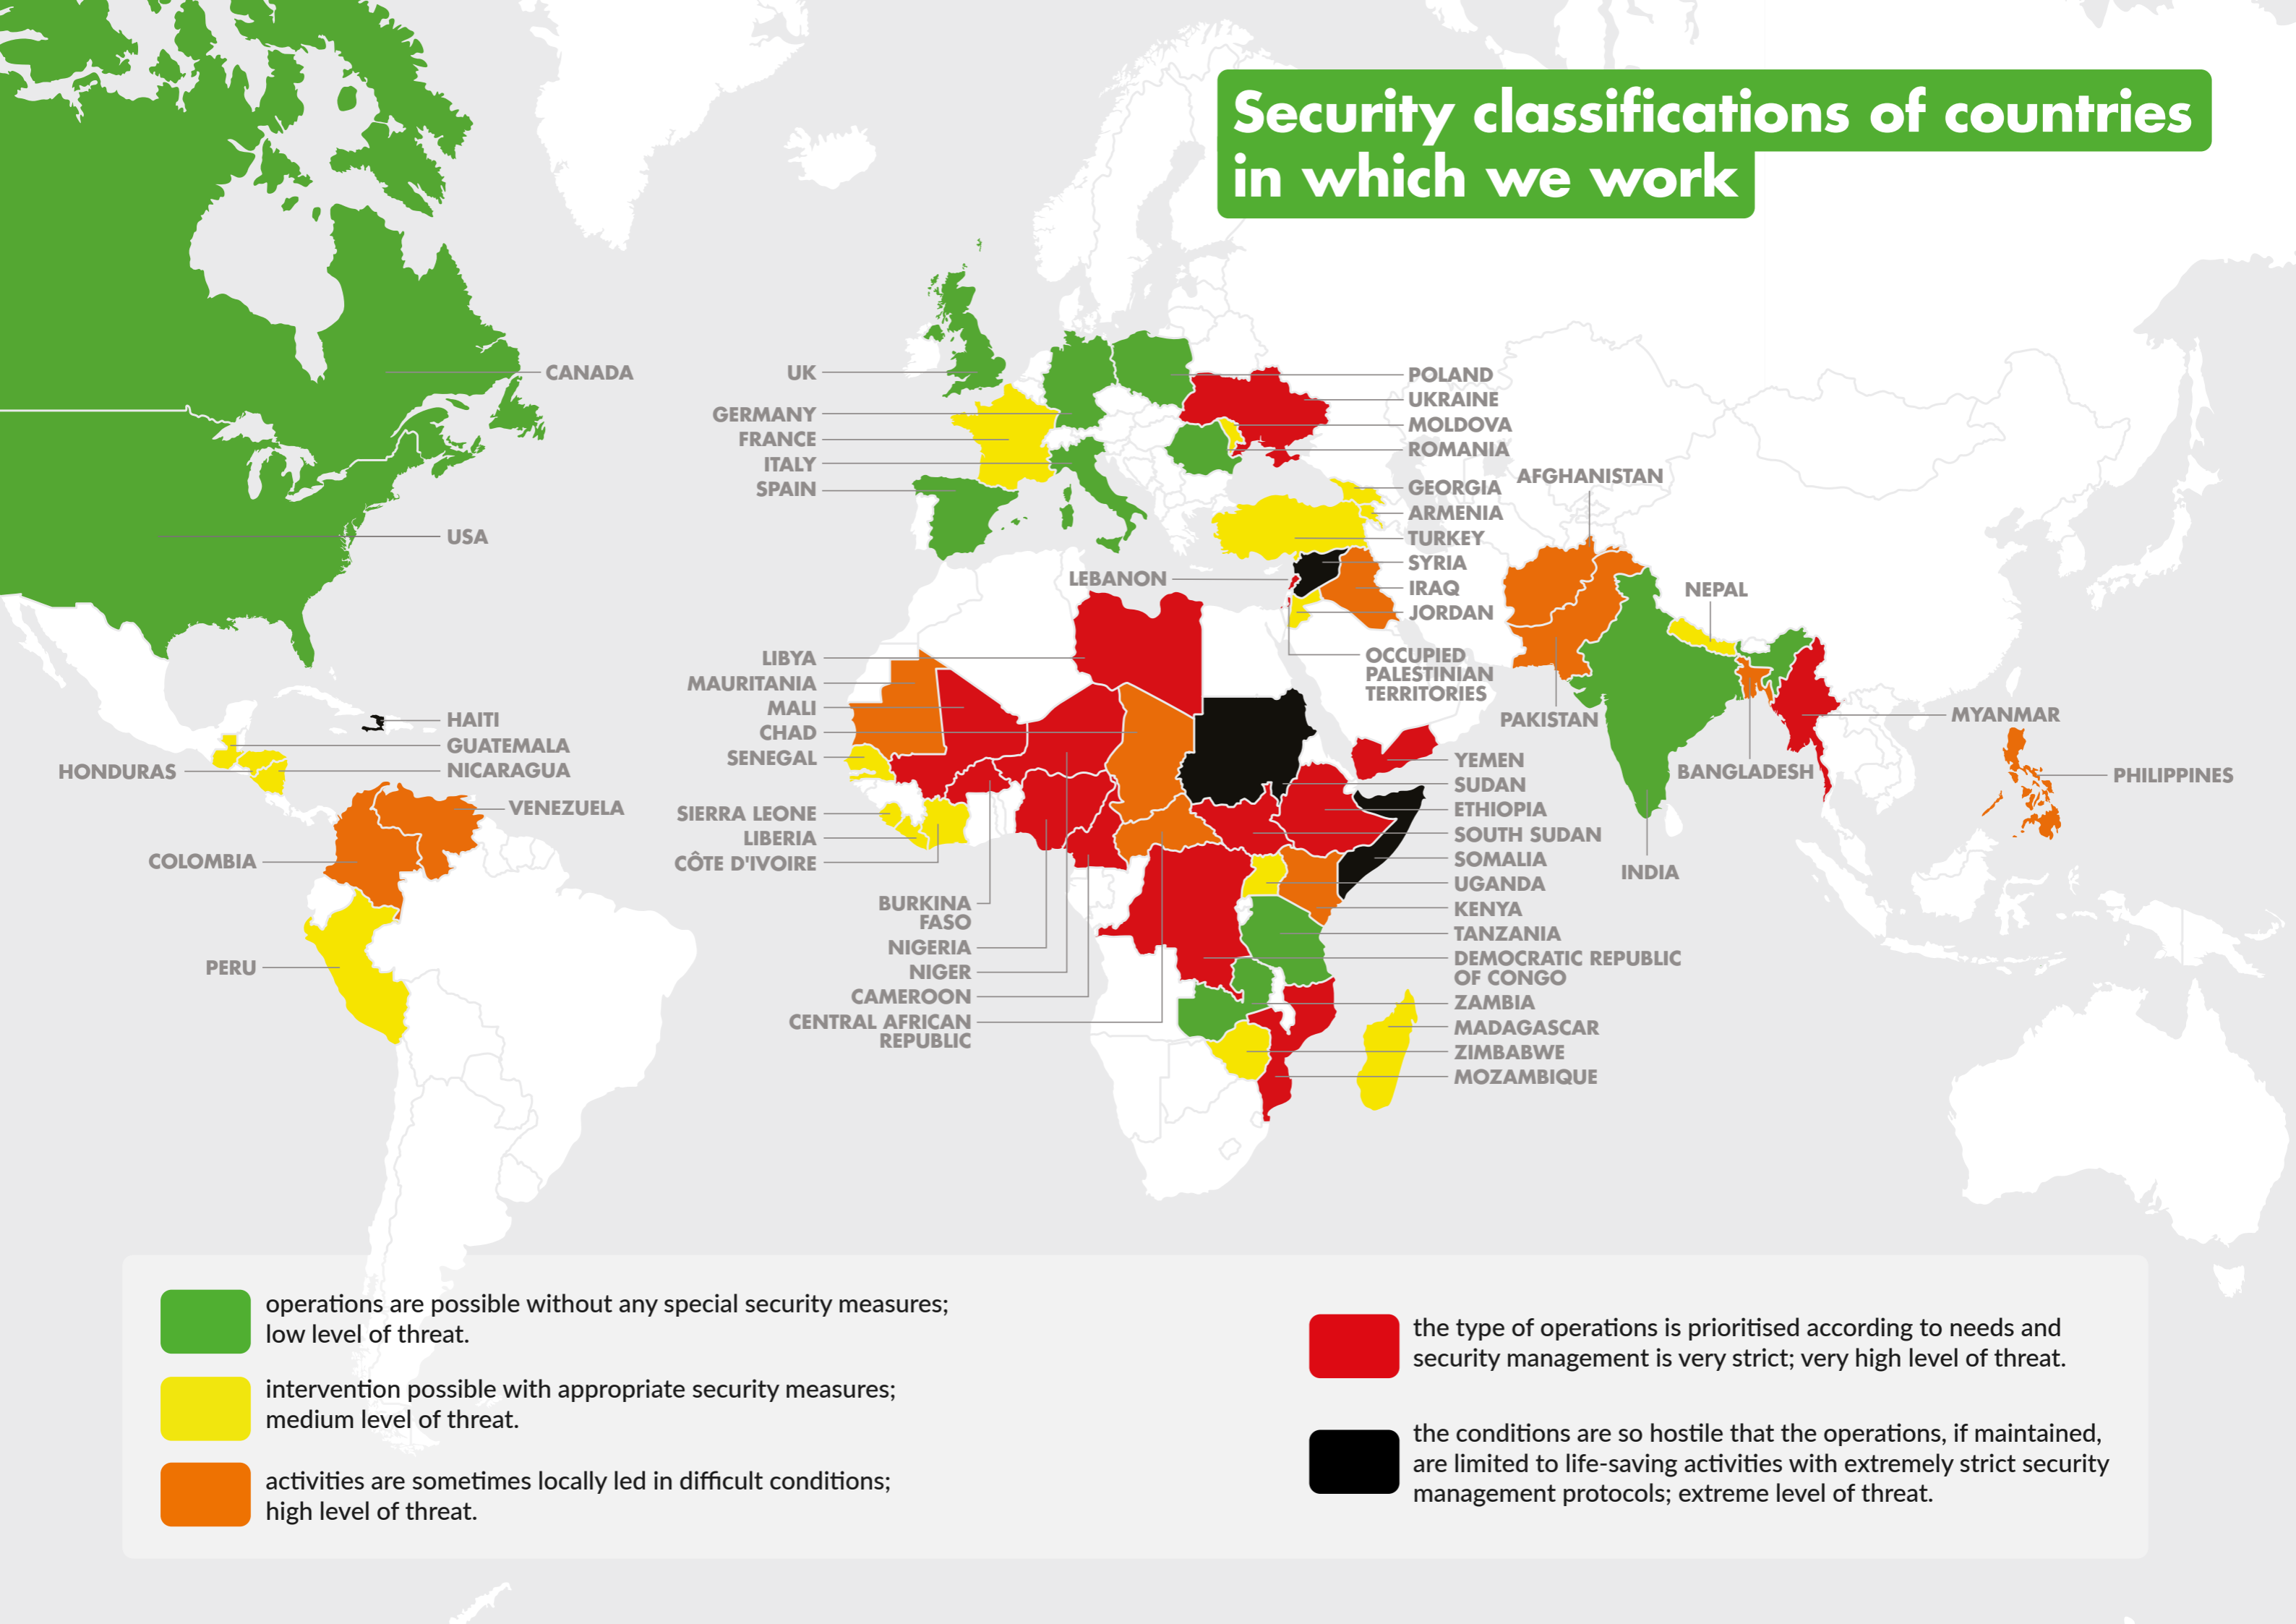 Security classifications of countries
in which we work
CANADA
USA
HAITI
GUATEMALA
HONDURAS
NICARAGUA
VENEZUELA
COLOMBIA
PERU
UK
GERMANY
FRANCE
ITALY
SPAIN
POLAND
UKRAINE
MOLDOVA
ROMANIA
GEORGIA
ARMENIA
TURKEY
SYRIA
IRAQ
JORDAN
LEBANON
OCCUPIED
PALESTINIAN
TERRITORIES
AFGHANISTAN
NEPAL
PAKISTAN
BANGLADESH
INDIA
MYANMAR
PHILIPPINES
LIBYA
MAURITANIA
MALI
CHAD
SENEGAL
SIERRA LEONE
LIBERIA
CÔTE D'IVOIRE
BURKINA
FASO
NIGERIA
NIGER
CAMEROON
CENTRAL AFRICAN
REPUBLIC
YEMEN
SUDAN
ETHIOPIA
SOUTH SUDAN
SOMALIA
UGANDA
KENYA
TANZANIA
DEMOCRATIC REPUBLIC
OF CONGO
ZAMBIA
MADAGASCAR
ZIMBABWE
MOZAMBIQUE
operations are possible without any special security measures;
low level of threat.
intervention possible with appropriate security measures;
medium level of threat.
activities are sometimes locally led in difficult conditions;
high level of threat.
the type of operations is prioritised according to needs and
security management is very strict; very high level of threat.
the conditions are so hostile that the operations, if maintained,
are limited to life-saving activities with extremely strict security
management protocols; extreme level of threat.